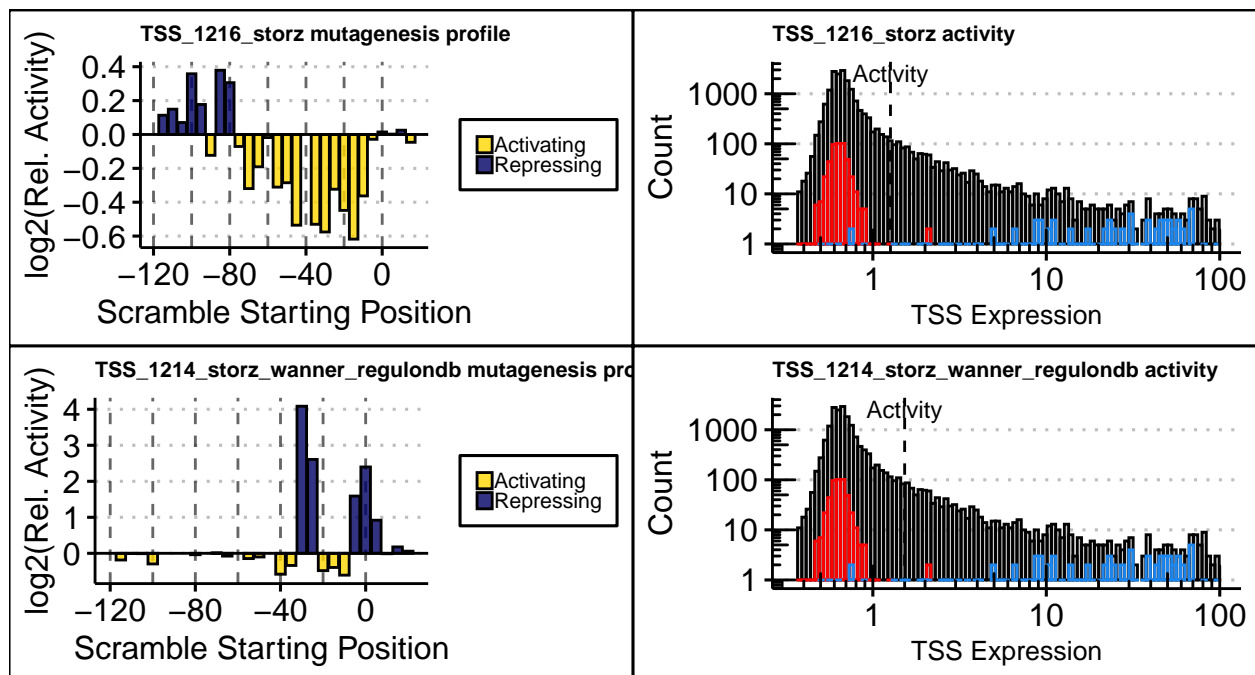 TSS_1216_storz mutagenesis profile
log2(Rel. Activity)
0.4
0.2
0.0
−0.2
−0.4
−0.6
−120
−80
−40
0
Scramble Starting Position
Activating
Repressing
TSS_1216_storz activity
Activity
Count
1000
100
10
1
1
10
100
TSS Expression
TSS_1214_storz_wanner_regulondb mutagenesis pro
log2(Rel. Activity)
4
3
2
1
0
−120
−80
−40
0
Scramble Starting Position
Activating
Repressing
TSS_1214_storz_wanner_regulondb activity
Activity
Count
1000
100
10
1
1
10
100
TSS Expression